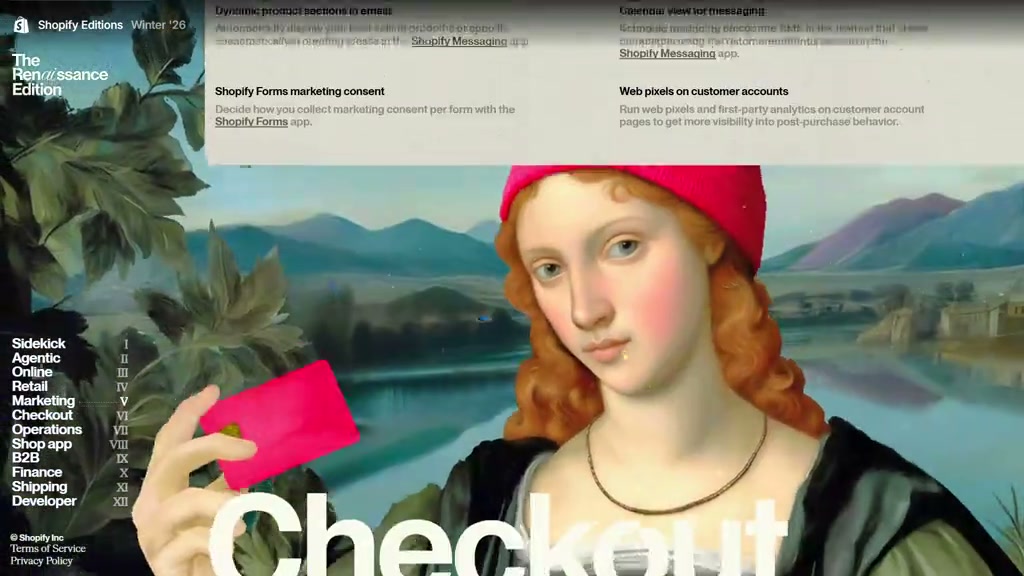 Shopify Editions Winter '26
The
Renaissance
Edition
Dynamic product sections in emails
Shopify Messaging app
Calendar view for messaging
Shopify Messaging app.
Shopify Forms marketing consent
Decide how you collect marketing consent per form with the
Shopify Forms app.
Web pixels on customer accounts
Run web pixels and first-party analytics on customer account
pages to get more visibility into post-purchase behavior.
Sidekick I
Agentic II
Online III
Retail IV
Marketing V
Checkout VI
Operations VII
Shop app VIII
B2B IX
Finance X
Shipping XI
Developer XII
© Shopify Inc
Terms of Service
Privacy Policy
Checkout